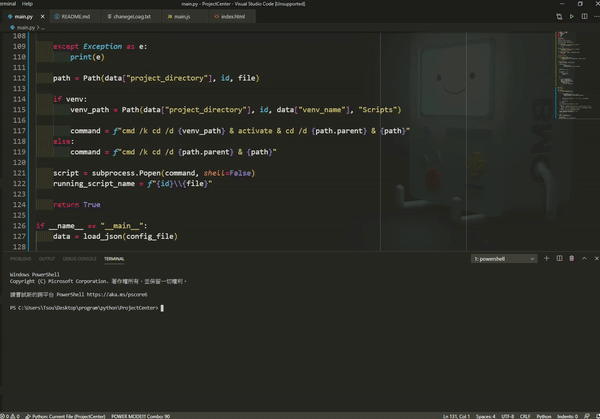 Terminal Help
main.py - ProjectCenter - Visual Studio Code [Unsupported]
main.py README.md changeLoag.txt main.js index.html
main.py > ...
108
109 except Exception as e:
110 print(e)
111
112 path = Path(data["project_directory"], id, file)
113
114 if venv:
115 venv_path = Path(data["project_directory"], id, data["venv_name"], "Scripts")
116
117 command = f"cmd /k cd /d {venv_path} & activate & cd /d {path.parent} & {path}"
118 else:
119 command = f"cmd /k cd /d {path.parent} & {path}"
120
121 script = subprocess.Popen(command, shell=False)
122 running_script_name = f"{id}\\{file}"
123
124 return True
125
126 if __name__ == "__main__":
127 data = load_json(config_file)
128
PROBLEMS OUTPUT DEBUG CONSOLE TERMINAL
1: powershell
Windows PowerShell
Copyright (C) Microsoft Corporation. 著作權所有，並保留一切權利。
請嘗試新的跨平台 PowerShell https://aka.ms/pscore6
PS C:\Users\Tsou\Desktop\program\python\ProjectCenter>
0 0 Python: Current File (ProjectCenter) POWER MODE!!! Combo: 90
Ln 131, Col 1 Spaces: 4 UTF-8 CRLF Python Indents: 0